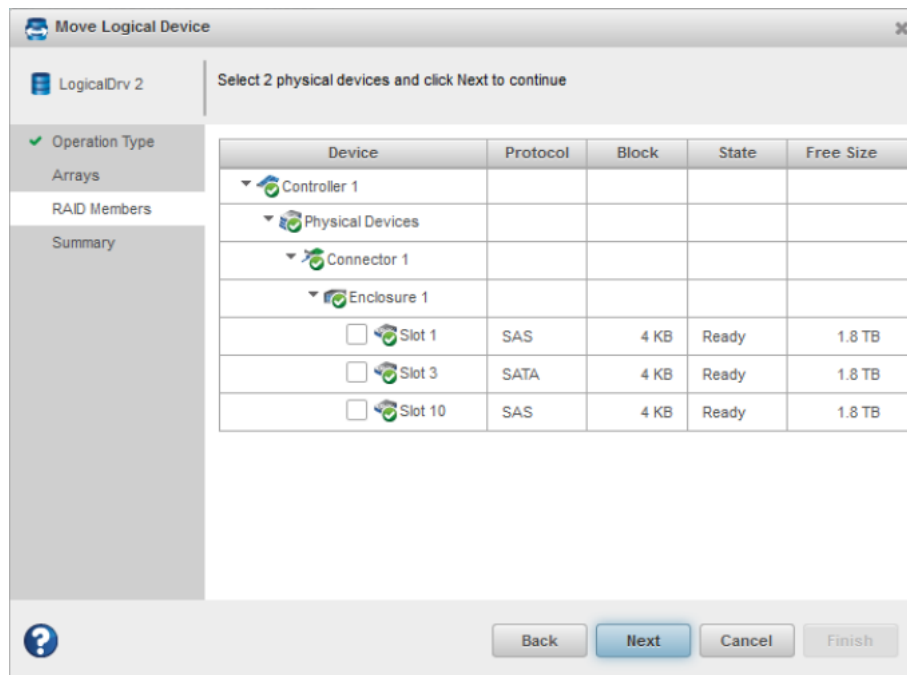 Move Logical Device
LogicalDrv 2
Select 2 physical devices and click Next to continue
Operation Type
Arrays
RAID Members
Summary
Device Protocol Block State Free Size
Controller 1
Physical Devices
Connector 1
Enclosure 1
Slot 1 SAS 4 KB Ready 1.8 TB
Slot 3 SATA 4 KB Ready 1.8 TB
Slot 10 SAS 4 KB Ready 1.8 TB
? Back Next Cancel Finish